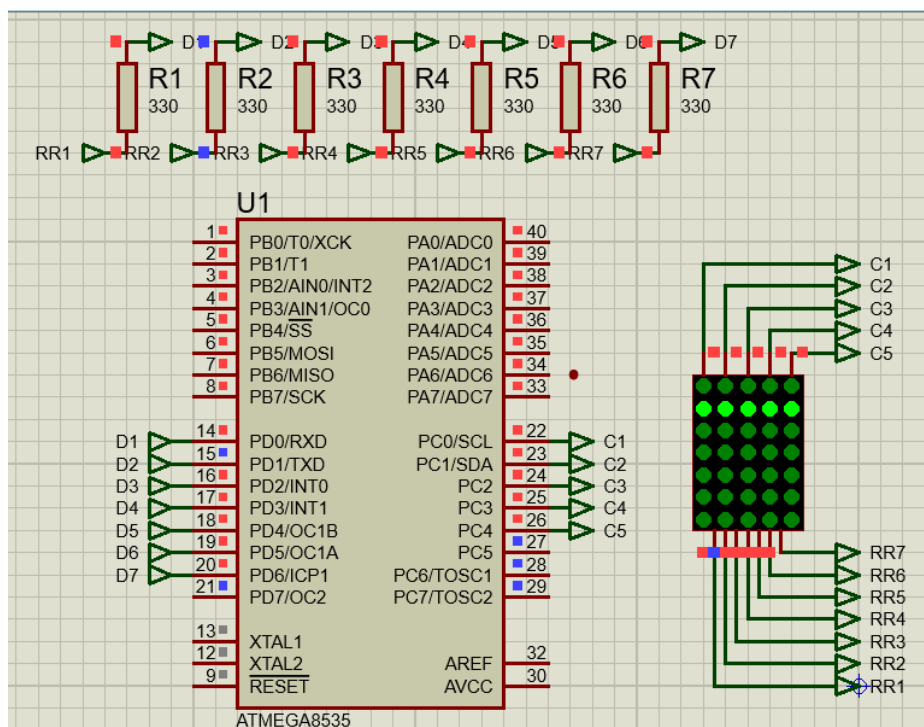 D1 D2 D3 D4 D5 D6 D7
R1 R2 R3 R4 R5 R6 R7
330 330 330 330 330 330 330
RR1 RR2 RR3 RR4 RR5 RR6 RR7
U1
1 PB0/T0/XCK PA0/ADC0 40
2 PB1/T1 PA1/ADC1 39
3 PB2/AIN0/INT2 PA2/ADC2 38
4 PB3/AIN1/OC0 PA3/ADC3 37
5 PB4/SS PA4/ADC4 36
6 PB5/MOSI PA5/ADC5 35
7 PB6/MISO PA6/ADC6 34
8 PB7/SCK PA7/ADC7 33
D1 14 PD0/RXD PC0/SCL 22 C1
D2 15 PD1/TXD PC1/SDA 23 C2
D3 16 PD2/INT0 PC2 24 C3
D4 17 PD3/INT1 PC3 25 C4
D5 18 PD4/OC1B PC4 26 C5
D6 19 PD5/OC1A PC5 27
D7 20 PD6/ICP1 PC6/TOSC1 28
21 PD7/OC2 PC7/TOSC2 29
13 XTAL1
12 XTAL2 AREF 32
9 RESET AVCC 30
ATMEGA8535
C1
C2
C3
C4
C5
RR7
RR6
RR5
RR4
RR3
RR2
RR1